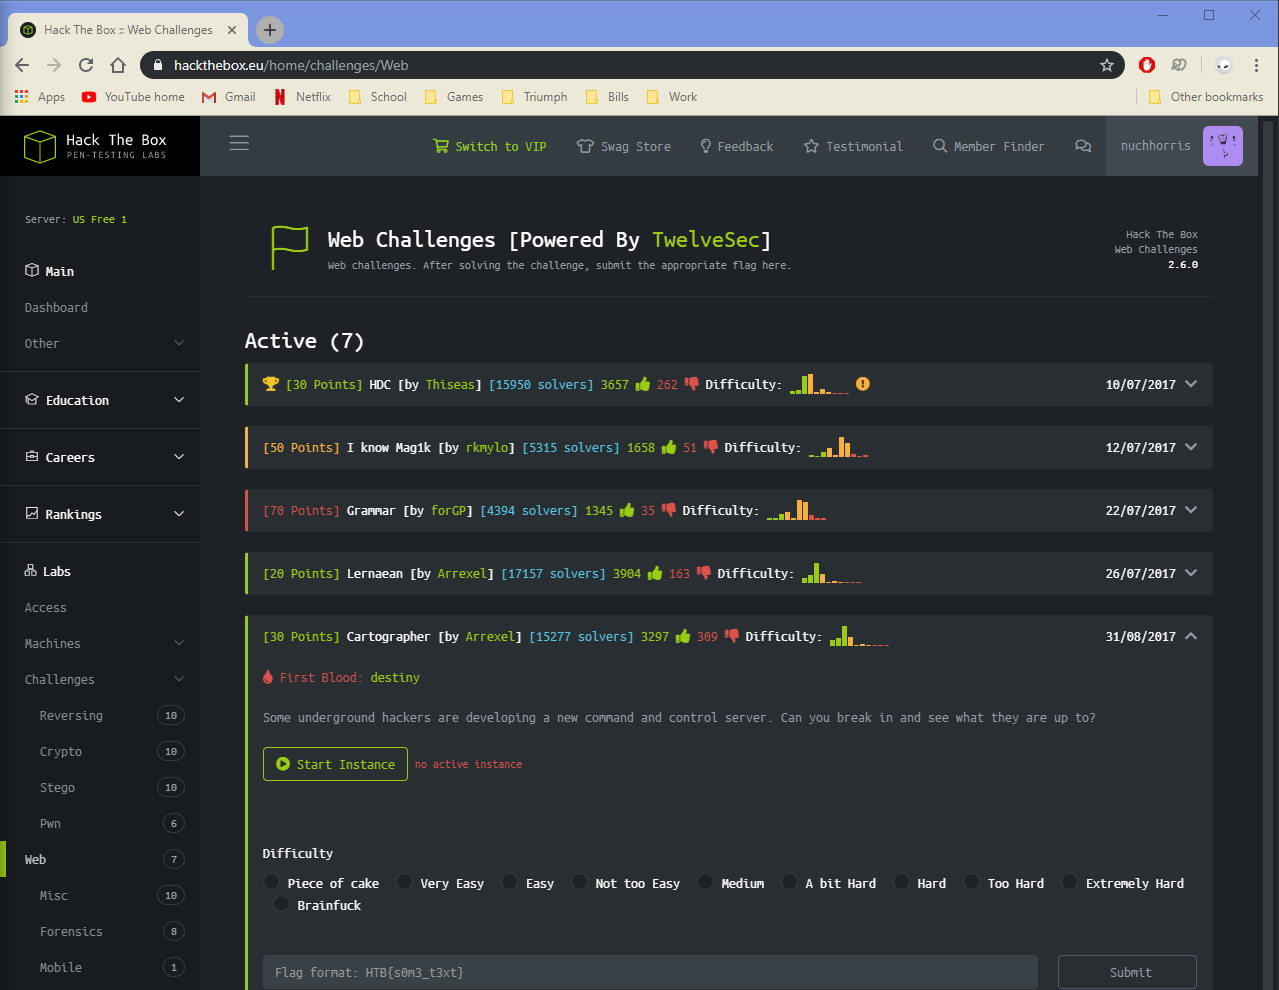 Hack The Box :: Web Challenges
hackthebox.eu/home/challenges/Web
Apps YouTube home Gmail Netflix School Games Triumph Bills Work Other bookmarks
Hack The Box
PEN-TESTING LABS
Switch to VIP Swag Store Feedback Testimonial Member Finder nuchhorris
Server: US Free 1
Main
Dashboard
Other
Education
Careers
Rankings
Labs
Access
Machines
Challenges
Reversing 10
Crypto 10
Stego 10
Pwn 6
Web 7
Misc 10
Forensics 8
Mobile 1
Web Challenges [Powered By TwelveSec]
Web challenges. After solving the challenge, submit the appropriate flag here.
Hack The Box
Web Challenges
2.6.0
Active (7)
[30 Points] HDC [by Thiseas] [15950 solvers] 3657 262 Difficulty: 10/07/2017
[50 Points] I know Mag1k [by rkmylo] [5315 solvers] 1658 51 Difficulty: 12/07/2017
[70 Points] Grammar [by forGP] [4394 solvers] 1345 35 Difficulty: 22/07/2017
[20 Points] Lernaean [by Arrexel] [17157 solvers] 3904 163 Difficulty: 26/07/2017
[30 Points] Cartographer [by Arrexel] [15277 solvers] 3297 309 Difficulty: 31/08/2017
First Blood: destiny
Some underground hackers are developing a new command and control server. Can you break in and see what they are up to?
Start Instance no active instance
Difficulty
Piece of cake Very Easy Easy Not too Easy Medium A bit Hard Hard Too Hard Extremely Hard
Brainfuck
Flag format: HTB{s0m3_t3xt} Submit